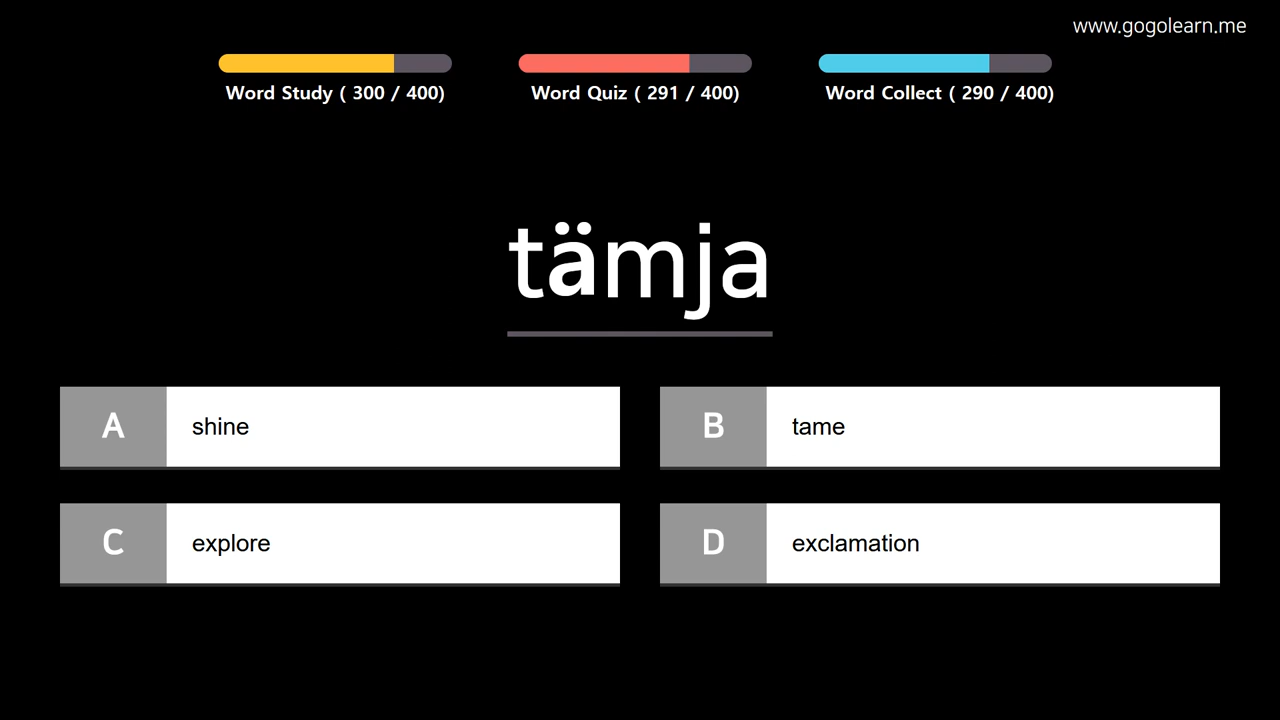 www.gogolearn.me
Word Study ( 300 / 400)
Word Quiz ( 291 / 400)
Word Collect ( 290 / 400)
tämja
A
shine
B
tame
C
explore
D
exclamation